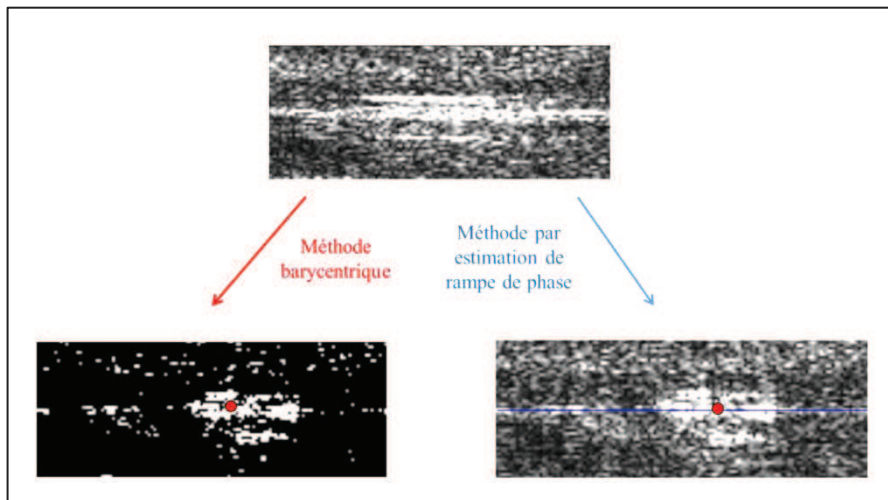 Méthode
barycentrique
Méthode par
estimation de
rampe de phase